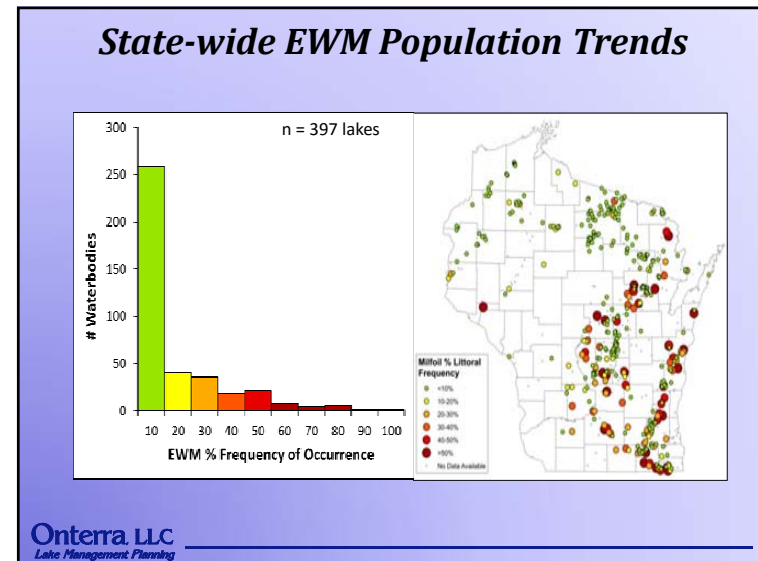 State-wide EWM Population Trends
n = 397 lakes
300
250
200
150
100
50
0
# Waterbodies
10 20 30 40 50 60 70 80 90 100
EWM % Frequency of Occurrence
Milfoil % Littoral
Frequency
<10%
10-20%
20-30%
30-40%
40-50%
>50%
No Data Available
Onterra LLC
Lake Management Planning